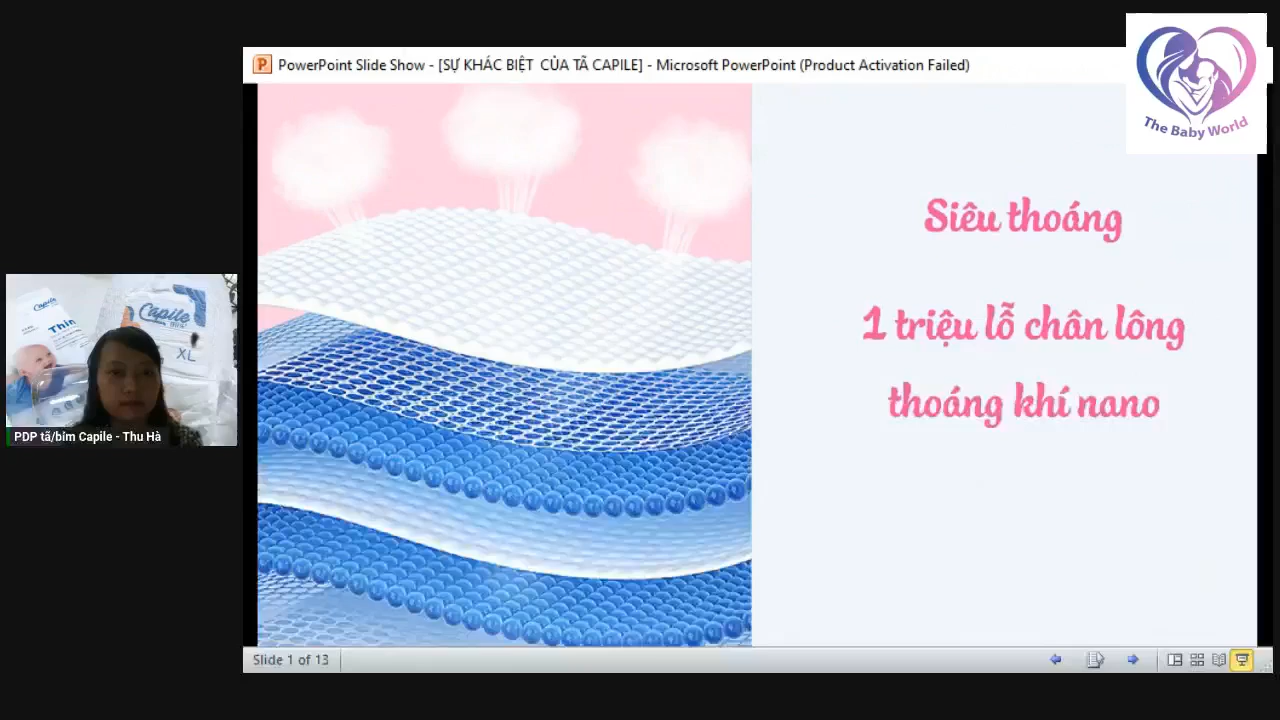 PowerPoint Slide Show - [SỰ KHÁC BIỆT CỦA TÃ CAPILE] - Microsoft PowerPoint (Product Activation Failed)
The Baby World
Siêu thoáng
1 triệu lỗ chân lông
thoáng khí nano
Capile
Thin
Capile
XL
PDP tã/bỉm Capile - Thu Hà
Slide 1 of 13